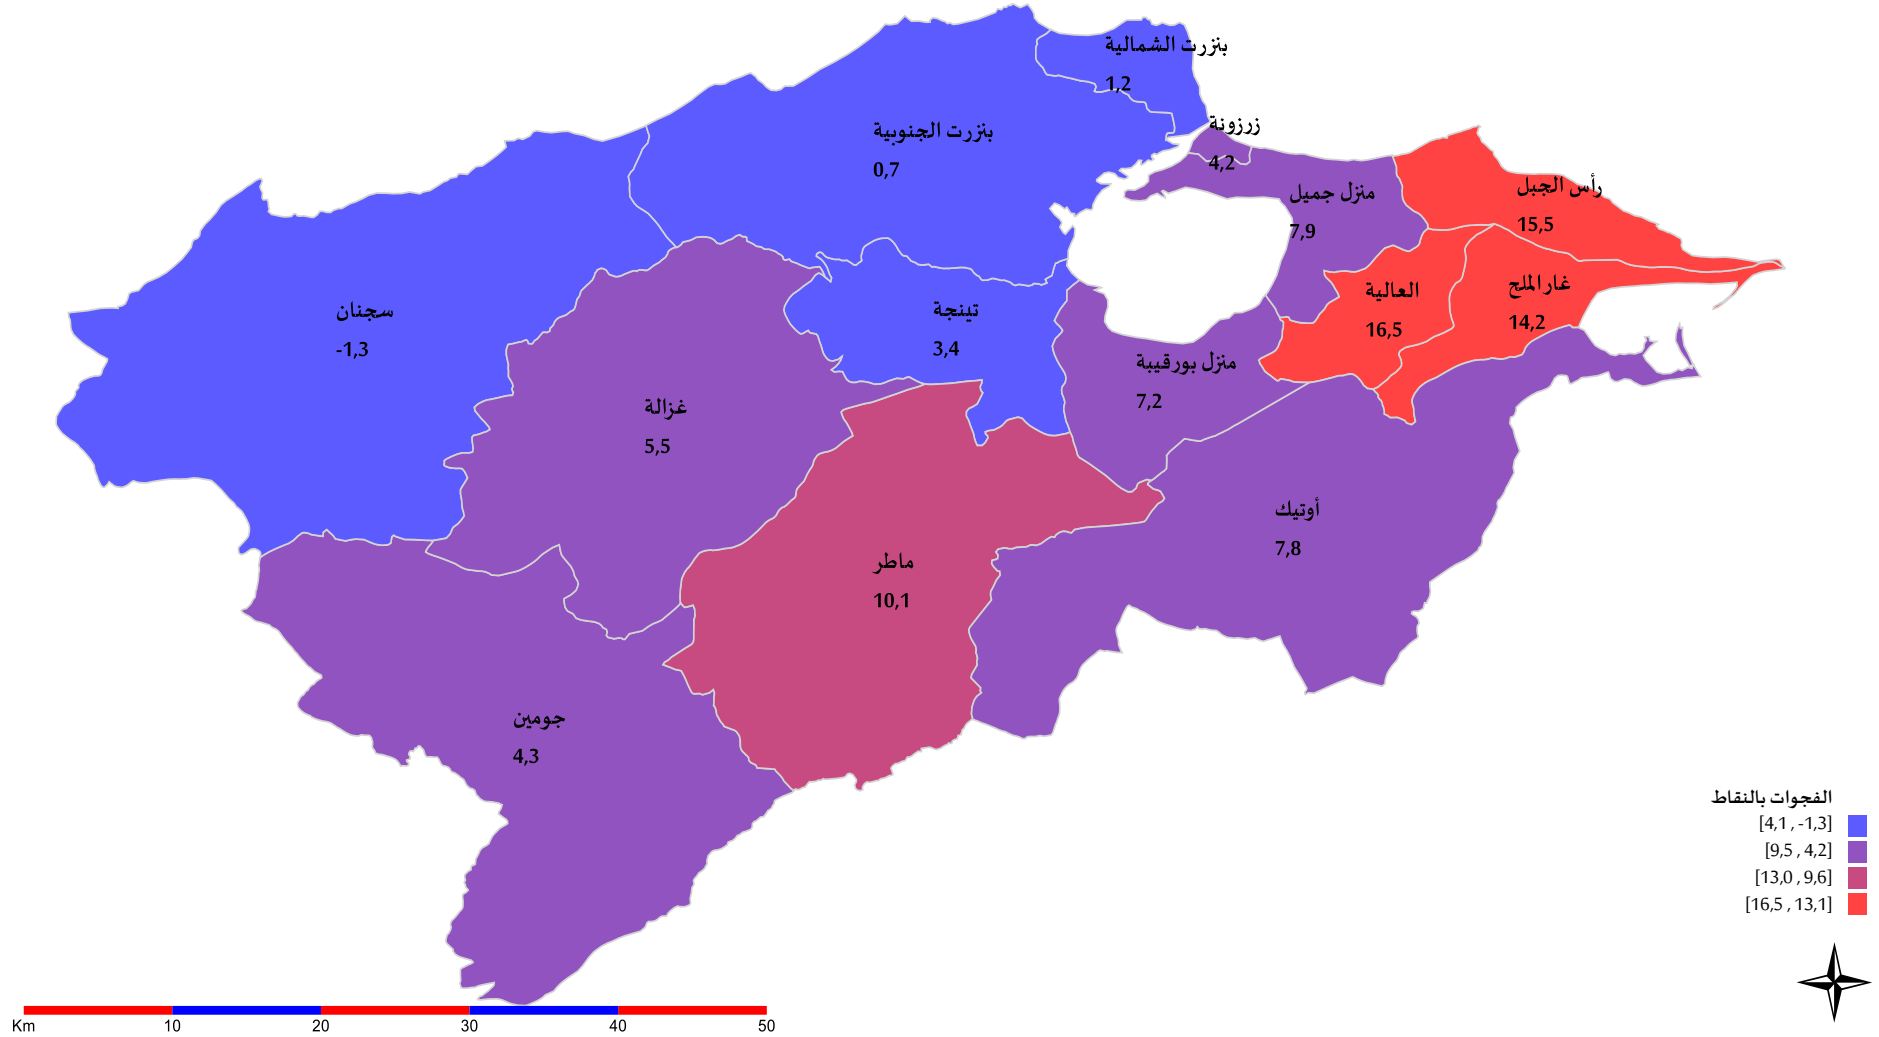 بنزرت الشمالية
1,2
زرزونة
4,2
بنزرت الجنوبية
0,7
رأس الجبل
15,5
منزل جميل
7,9
غار الملح
14,2
العالية
16,5
تينجة
3,4
سجنان
-1,3
منزل بورقيبة
7,2
غزالة
5,5
أوتيك
7,8
ماطر
10,1
جومين
4,3
الفجوات بالنقاط
[4,1 , -1,3]
[9,5 , 4,2]
[13,0 , 9,6]
[16,5 , 13,1]
Km 10 20 30 40 50